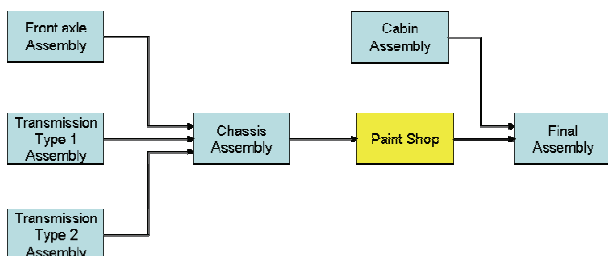 Front axle
Assembly
Cabin
Assembly
Transmission
Type 1
Assembly
Chassis
Assembly
Paint Shop
Final
Assembly
Transmission
Type 2
Assembly